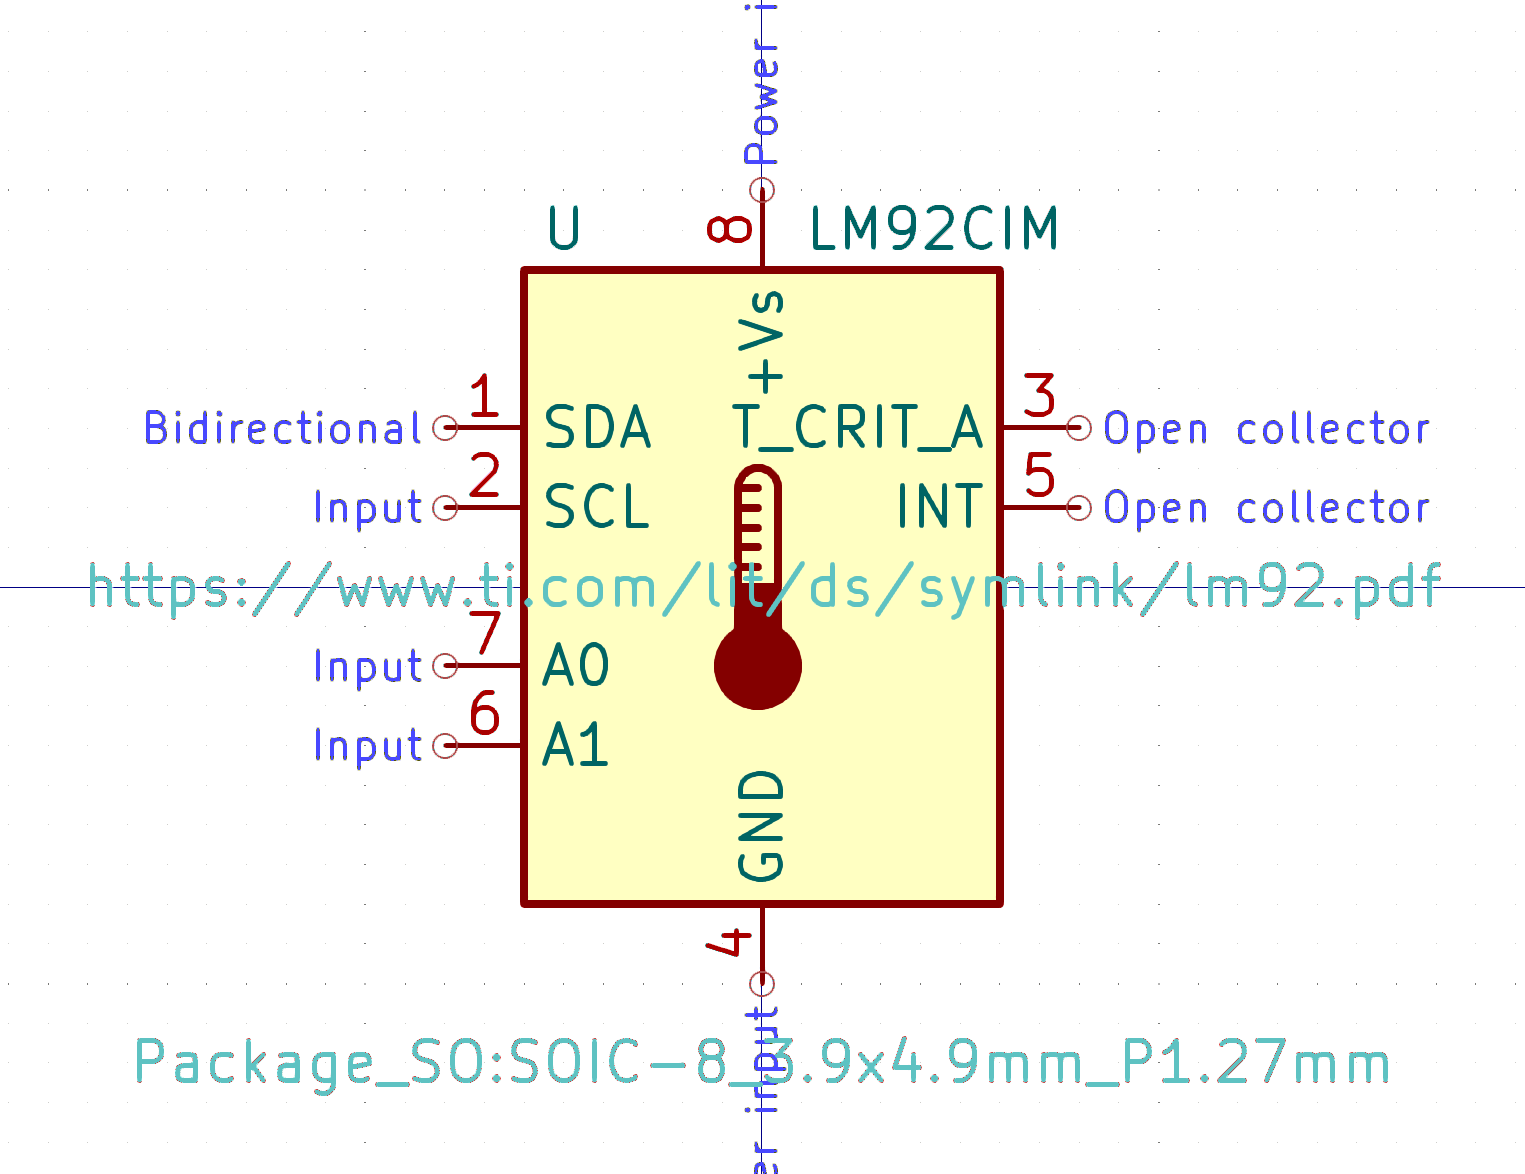 Power i
U
8
LM92CIM
+Vs
Bidirectional
1
SDA
T_CRIT_A
3
Open collector
Input
2
SCL
INT
5
Open collector
https://www.ti.com/lit/ds/symlink/lm92.pdf
Input
7
A0
Input
6
A1
GND
4
er input
Package_SO:SOIC-8_3.9x4.9mm_P1.27mm